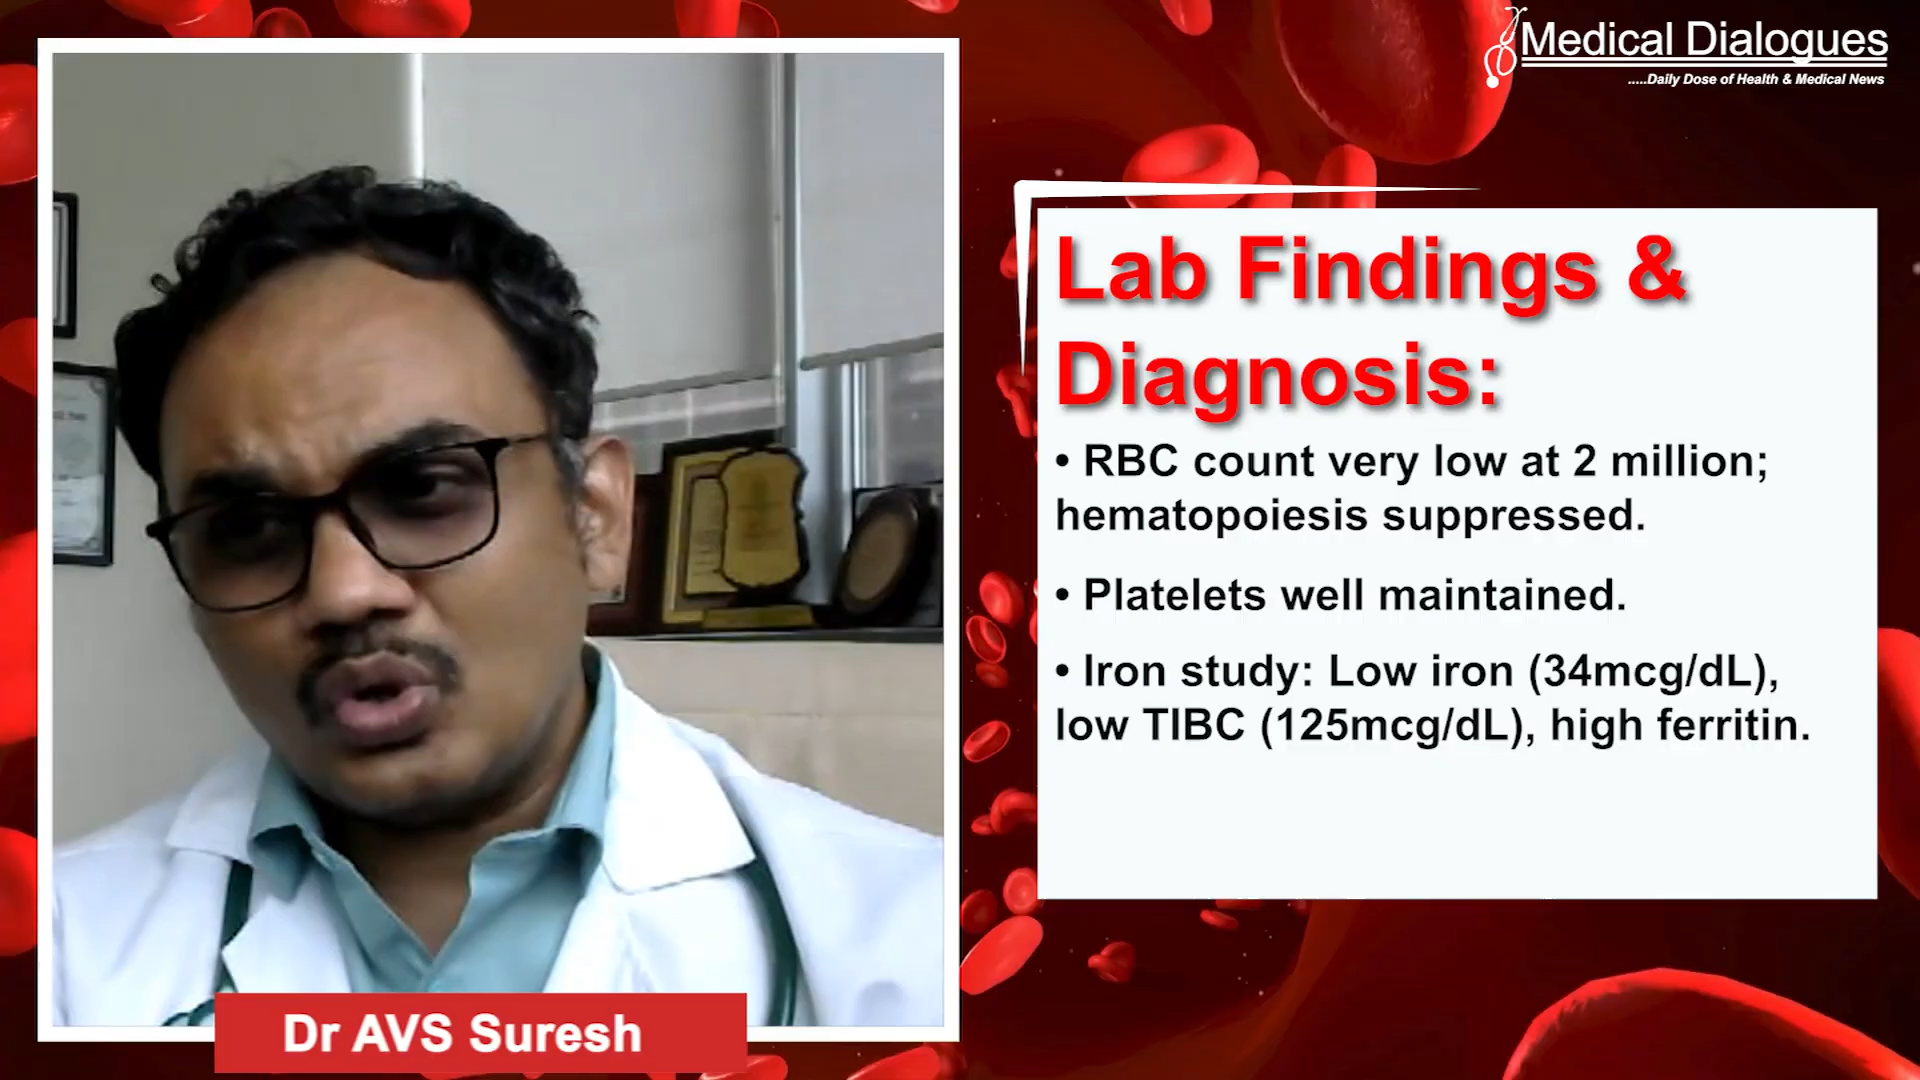 Medical Dialogues
.....Daily Dose of Health & Medical News
Lab Findings &
Diagnosis:
• RBC count very low at 2 million;
hematopoiesis suppressed.
• Platelets well maintained.
• Iron study: Low iron (34mcg/dL),
low TIBC (125mcg/dL), high ferritin.
Dr AVS Suresh